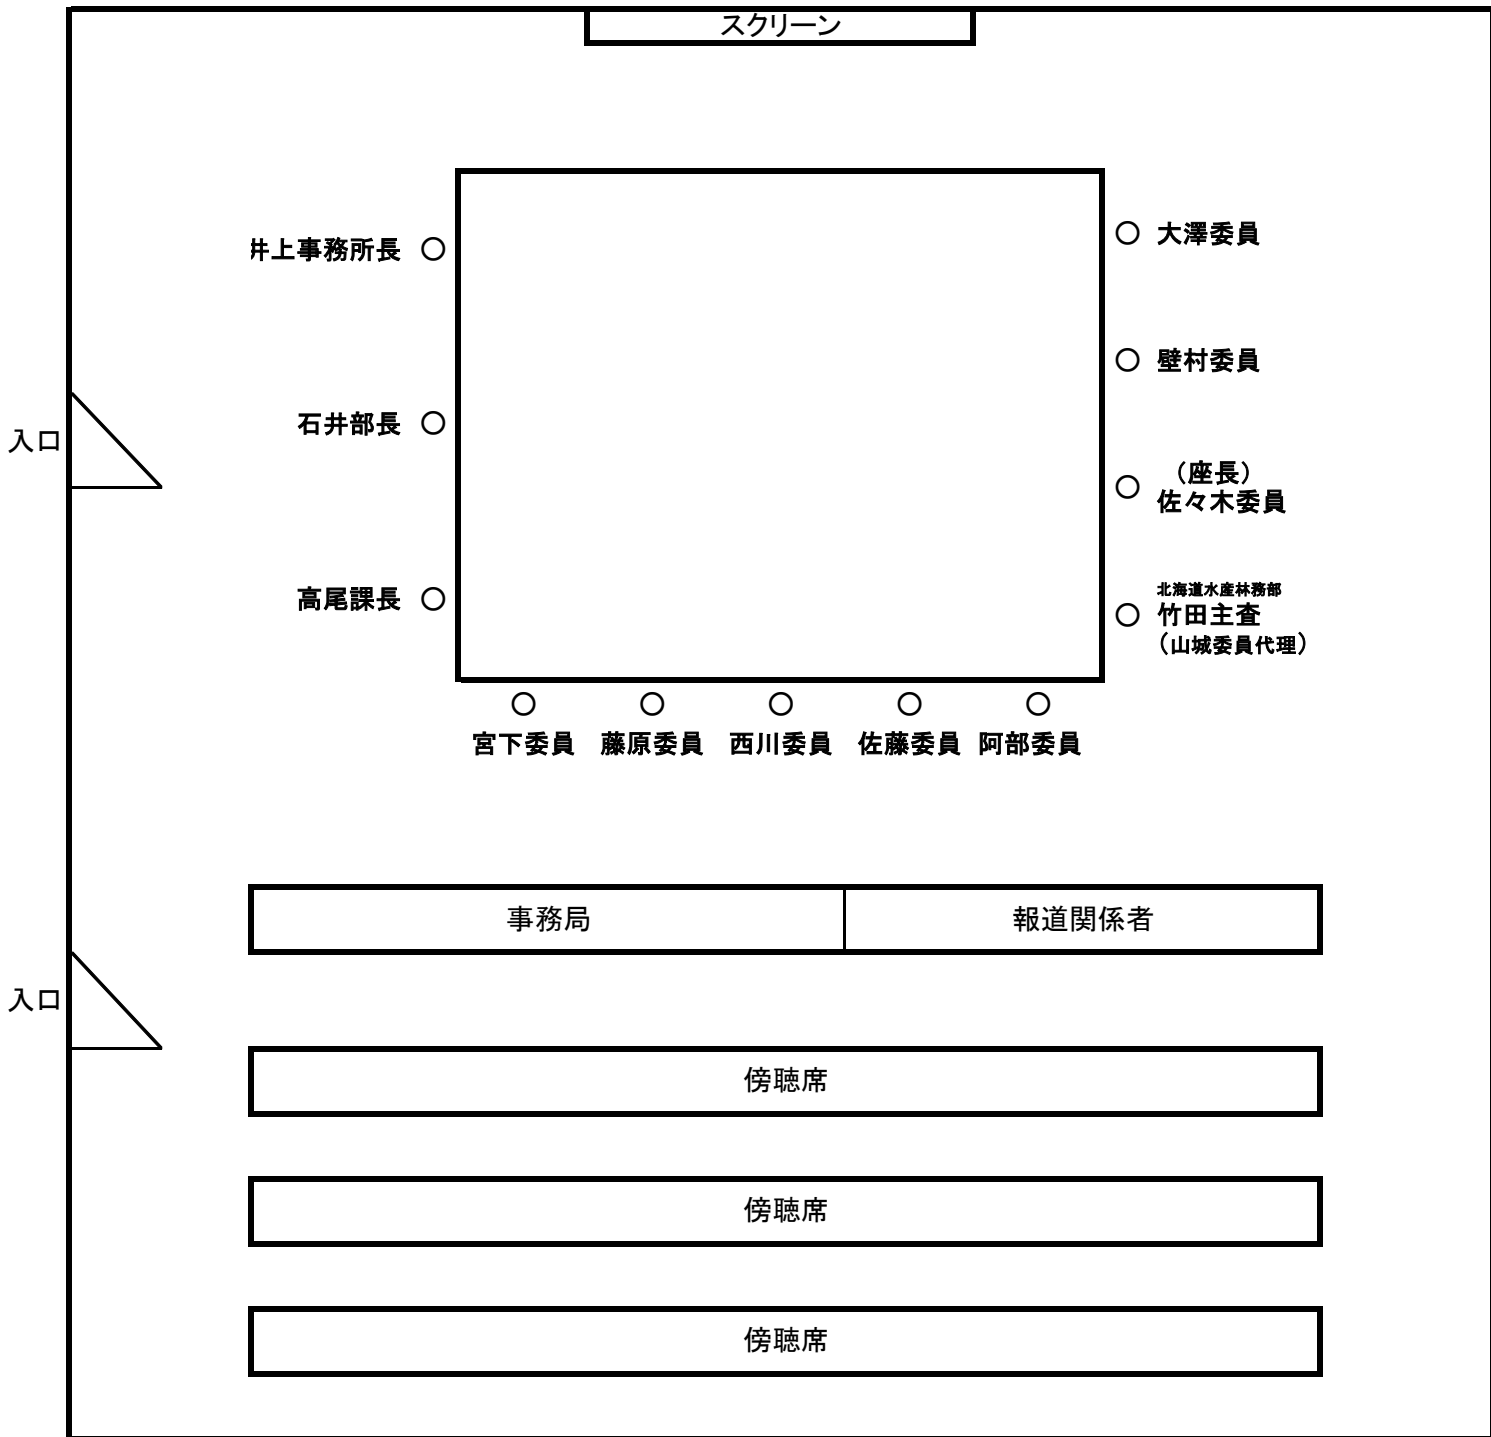 スクリーン
井上事務所長
大澤委員
壁村委員
石井部長
入口
（座長）
佐々木委員
高尾課長
北海道水産林務部
竹田主査
（山城委員代理）
宮下委員 藤原委員 西川委員 佐藤委員 阿部委員
事務局 報道関係者
入口
傍聴席
傍聴席
傍聴席